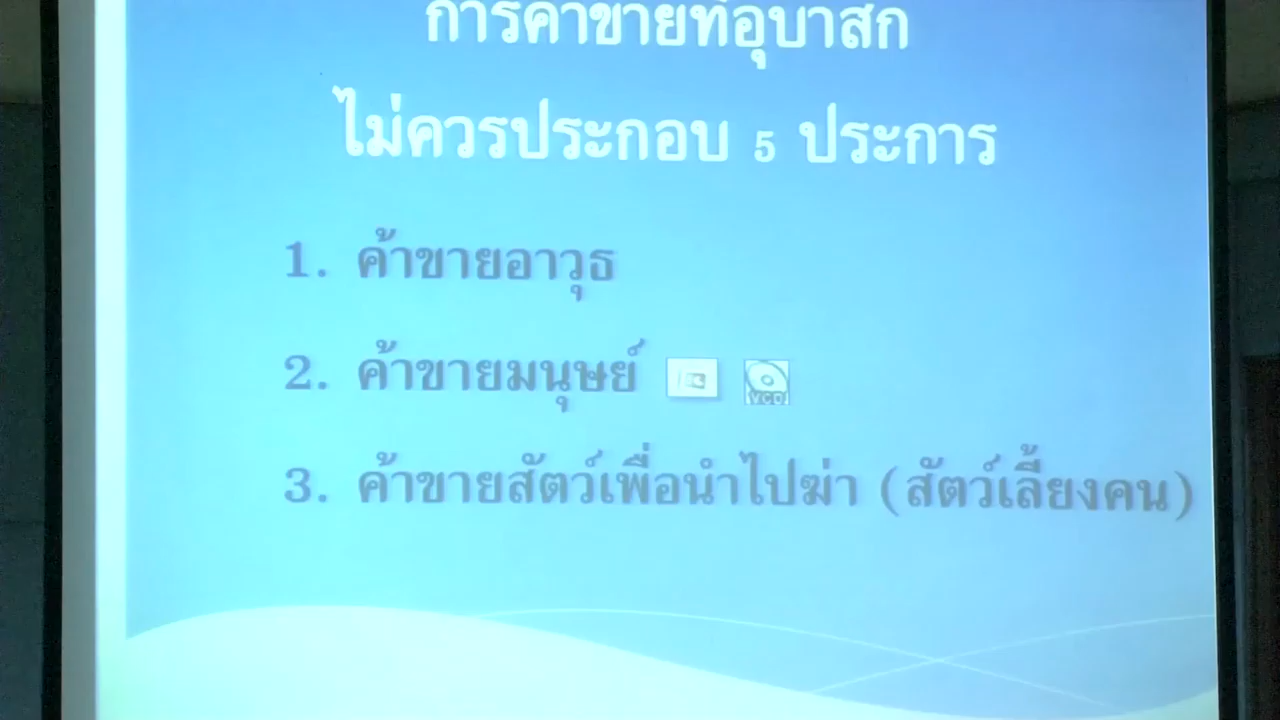 การค้าขายที่อุบาสก
ไม่ควรประกอบ 5 ประการ
1. ค้าขายอาวุธ
2. ค้าขายมนุษย์
VCD
3. ค้าขายสัตว์เพื่อนำไปฆ่า (สัตว์เลี้ยงคน)